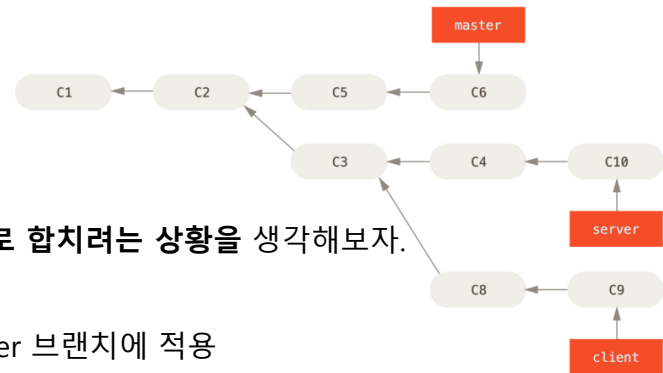 master
C1 C2 C5 C6
C3 C4 C10
로 합치려는 상황을 생각해보자.
server
C8 C9
er 브랜치에 적용
client